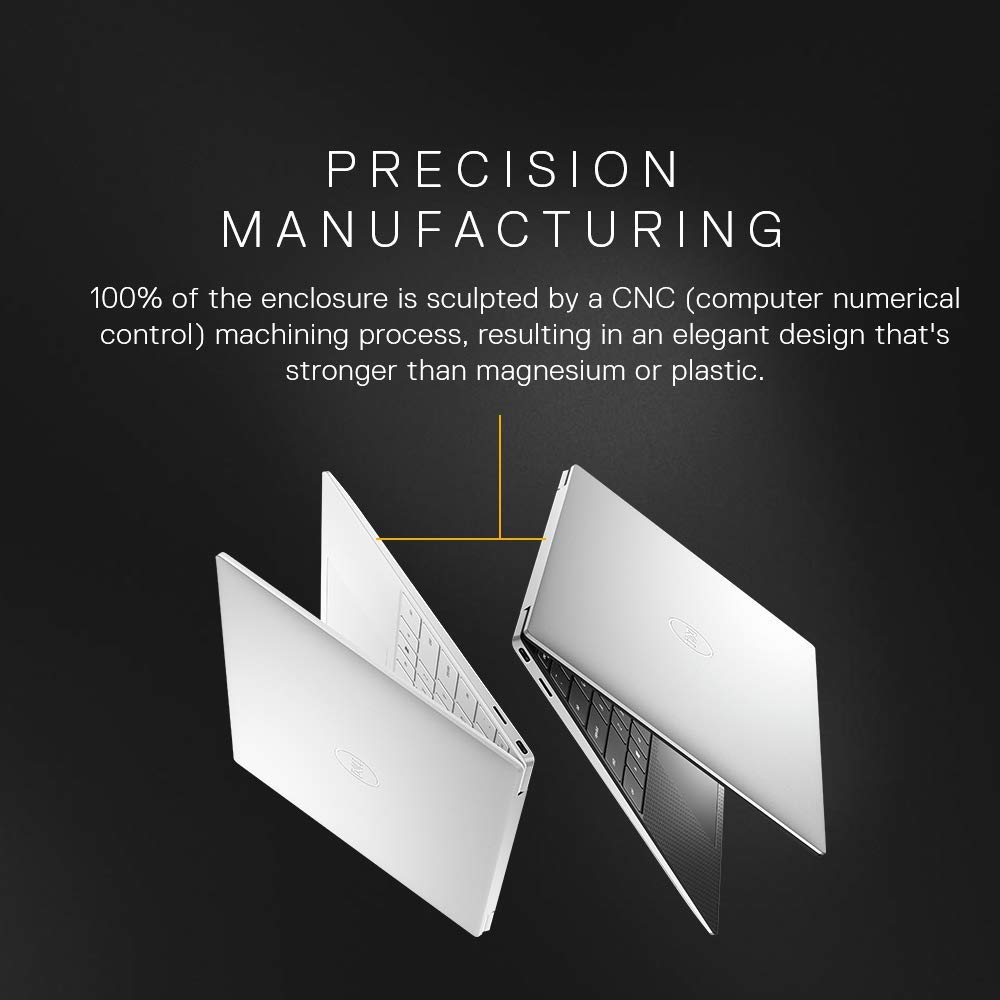 PRECISION
MANUFACTURING
100% of the enclosure is sculpted by a CNC (computer numerical
control) machining process, resulting in an elegant design that's
stronger than magnesium or plastic.